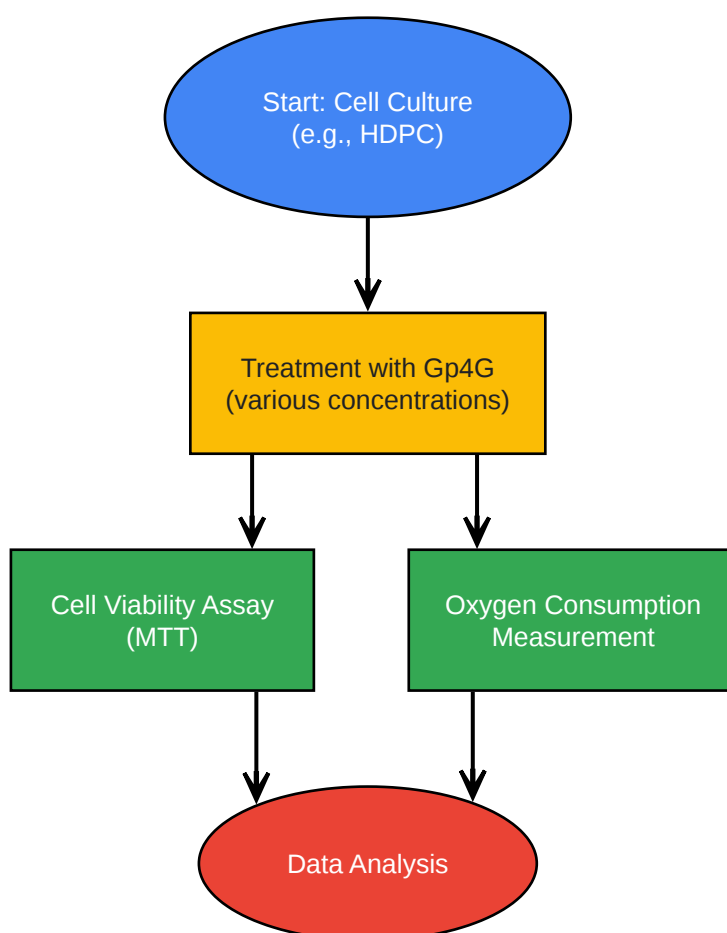 Start: Cell Culture
(e.g., HDPC)
Treatment with Gp4G
(various concentrations)
Cell Viability Assay
(MTT)
Oxygen Consumption
Measurement
Data Analysis